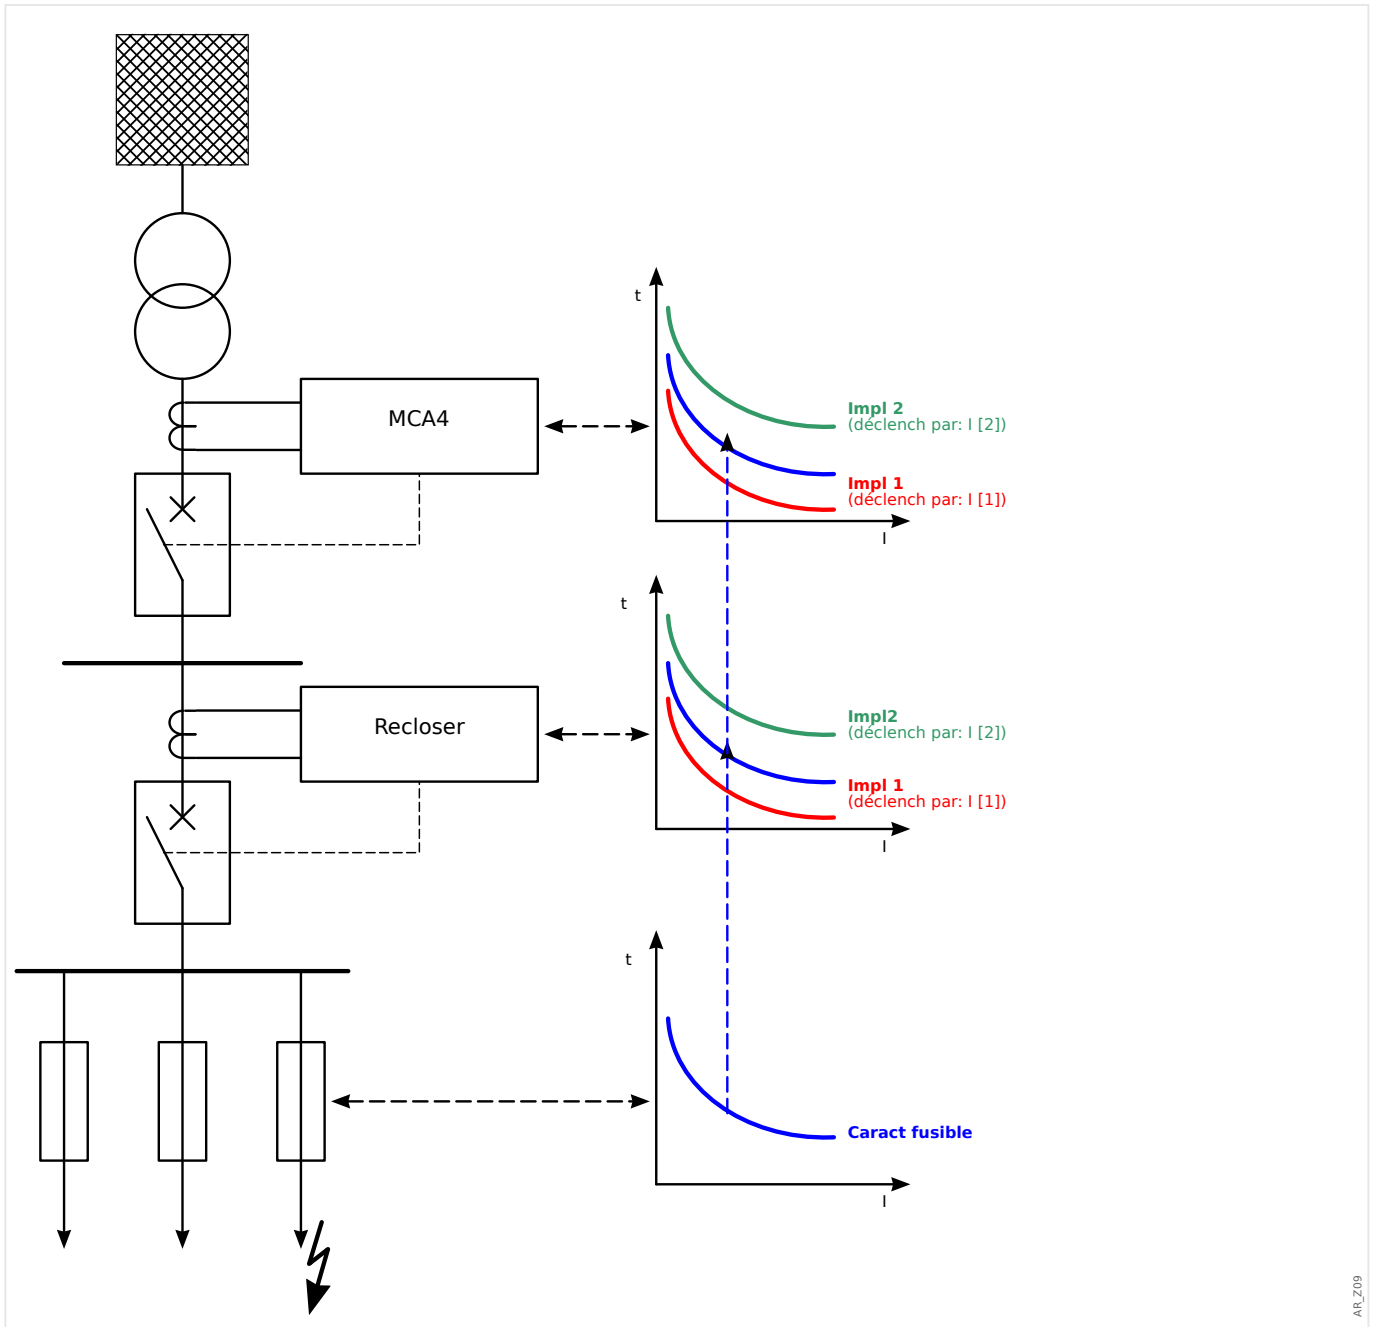 t
MCA4
Impl 2
(déclench par: I [2])
Impl 1
(déclench par: I [1])
I
t
Recloser
Impl2
(déclench par: I [2])
Impl 1
(déclench par: I [1])
I
t
Caract fusible
I
AR_Z09